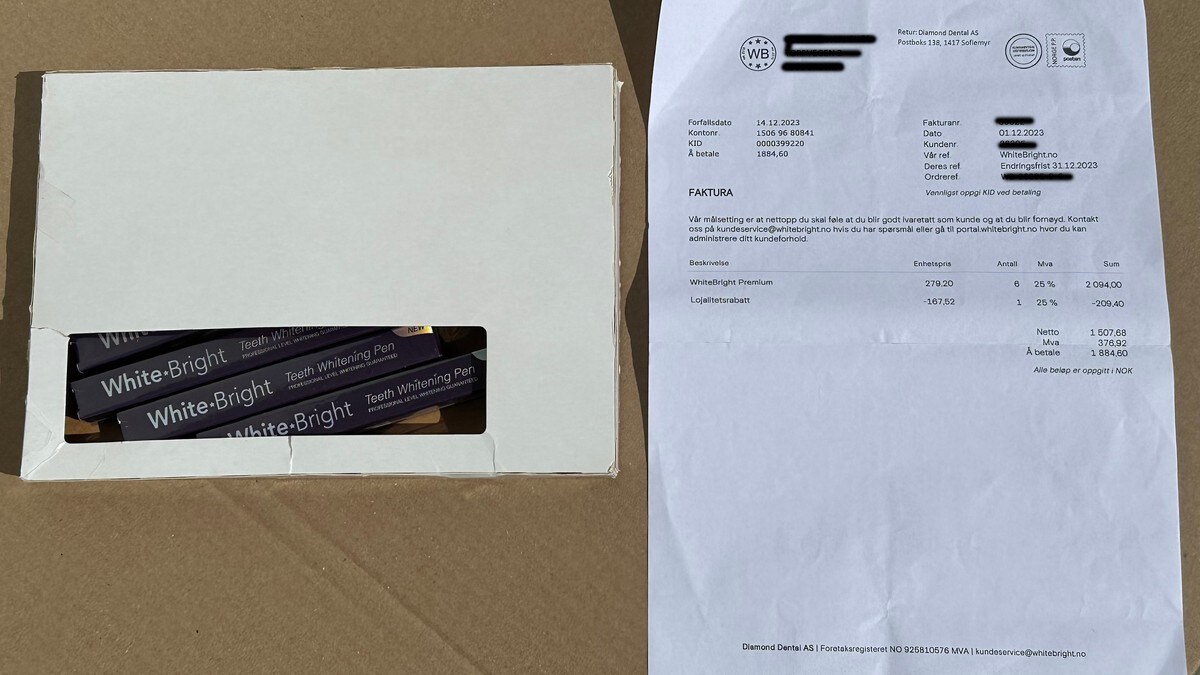 Whit
White★Bright Teeth Whitening
PROFESSIONAL LEVEL WHITENING
NEW
White★Bright Teeth Whitening Pen
PROFESSIONAL LEVEL WHITENING GUARANTEED
White★Bright Teeth Whitening Pen
PROFESSIONAL LEVEL WHITENING GUARANTEED
WB
Retur: Diamond Dental AS
Postboks 138, 1417 Sofiemyr
NORGE P.P.
posten
Forfallsdato 14.12.2023
Kontonr. 1506 96 80841
KID 0000399220
Å betale 1884,60
Fakturanr.
Dato 01.12.2023
Kundenr.
Vår ref. WhiteBright.no
Deres ref. Endringsfrist 31.12.2023
Ordreref.
FAKTURA
Vennligst oppgi KID ved betaling
Vår målsetting er at nettopp du skal føle at du blir godt ivaretatt som kunde og at du blir fornøyd. Kontakt
oss på kundeservice@whitebright.no hvis du har spørsmål eller gå til portal.whitebright.no hvor du kan
administrere ditt kundeforhold.
Beskrivelse Enhetspris Antall Mva Sum
WhiteBright Premium 279,20 6 25 % 2 094,00
Lojalitetsrabatt -167,52 1 25 % -209,40
Netto 1 507,68
Mva 376,92
Å betale 1 884,60
Alle beløp er oppgitt i NOK
Diamond Dental AS | Foretaksregisteret NO 925810576 MVA | kundeservice@whitebright.no